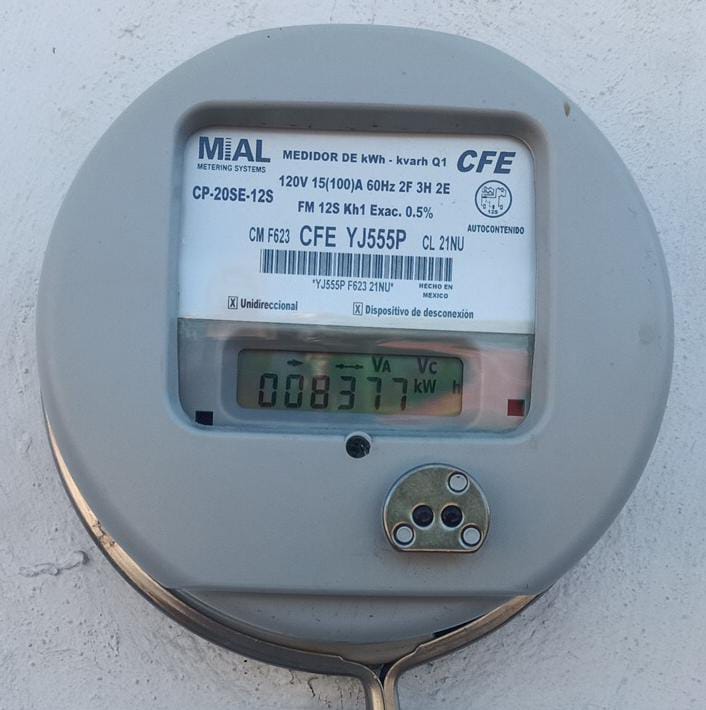 MIAL
METERING SYSTEMS
MEDIDOR DE kWh - kvarh Q1
CFE
CP-20SE-12S
120V 15(100)A 60Hz 2F 3H 2E
FM 12S Kh1 Exac. 0.5%
12S
AUTOCONTENIDO
CM F623 CFE YJ555P CL 21NU
*YJ555P F623 21NU*
HECHO EN
MEXICO
X Unidireccional
X Dispositivo de desconexión
VA VC
008377 kW h